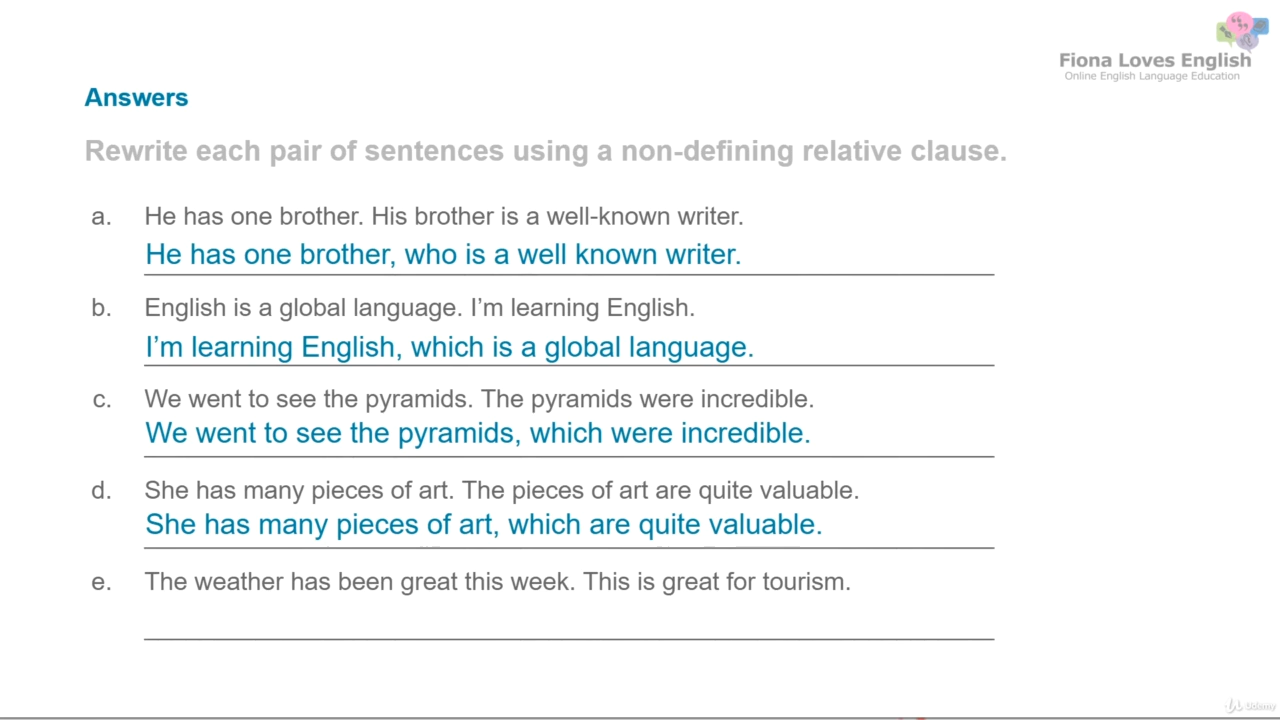 Fiona Loves English
Online English Language Education
Answers
Rewrite each pair of sentences using a non-defining relative clause.
a. He has one brother. His brother is a well-known writer.
He has one brother, who is a well known writer.
b. English is a global language. I’m learning English.
I’m learning English, which is a global language.
c. We went to see the pyramids. The pyramids were incredible.
We went to see the pyramids, which were incredible.
d. She has many pieces of art. The pieces of art are quite valuable.
She has many pieces of art, which are quite valuable.
e. The weather has been great this week. This is great for tourism.
Udemy